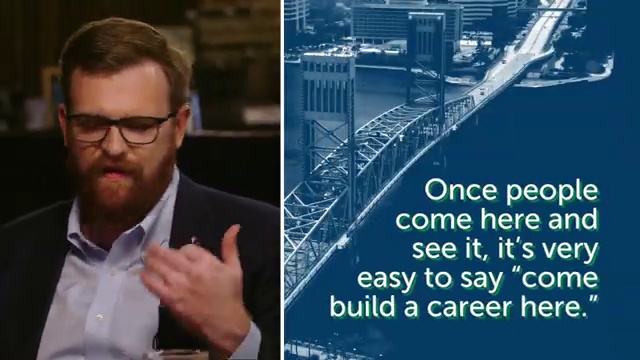 Once people
come here and
see it, it’s very
easy to say “come
build a career here.”